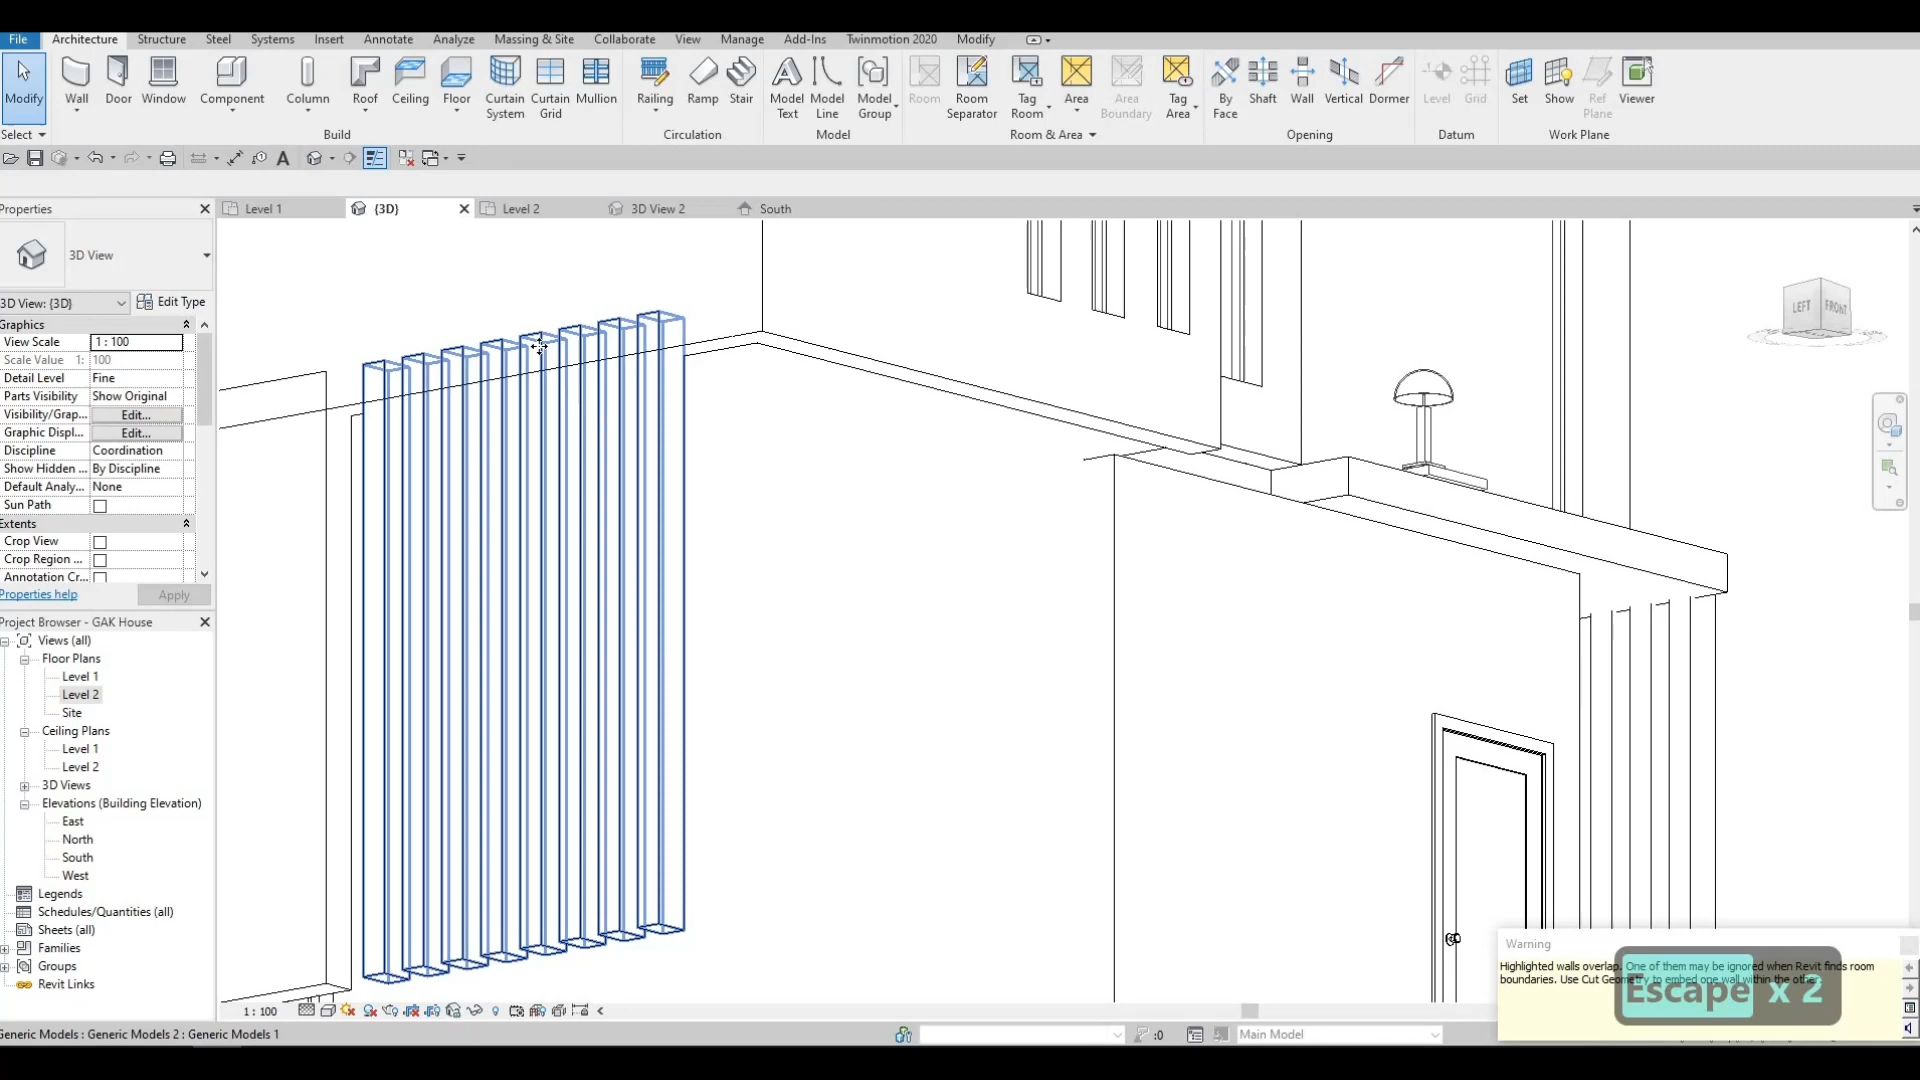 File Architecture Structure Steel Systems Insert Annotate Analyze Massing & Site Collaborate View Manage Add-Ins Twinmotion 2020 Modify
Modify Wall Door Window Component Column Roof Ceiling Floor Curtain System Curtain Grid Mullion Railing Ramp Stair Model Text Model Line Model Group Room Room Separator Tag Room Area Area Boundary Tag Area By Face Shaft Wall Vertical Dormer Level Grid Set Show Ref Plane Viewer
Select Build Circulation Model Room & Area Opening Datum Work Plane
Properties
Level 1 {3D} Level 2 3D View 2 South
3D View
3D View: {3D} Edit Type
Graphics
View Scale 1 : 100
Scale Value 1: 100
Detail Level Fine
Parts Visibility Show Original
Visibility/Grap... Edit...
Graphic Displ... Edit...
Discipline Coordination
Show Hidden ... By Discipline
Default Analy... None
Sun Path
Extents
Crop View
Crop Region ...
Annotation Cr...
Properties help Apply
Project Browser - GAK House
Views (all)
Floor Plans
Level 1
Level 2
Site
Ceiling Plans
Level 1
Level 2
3D Views
Elevations (Building Elevation)
East
North
South
West
Legends
Schedules/Quantities (all)
Sheets (all)
Families
Groups
Revit Links
LEFT FRONT
Warning
Highlighted walls overlap. One of them may be ignored when Revit finds room
boundaries. Use Cut Geometry to embed one wall within the other.
Escape x 2
1 : 100
Generic Models : Generic Models 2 : Generic Models 1 :0 Main Model